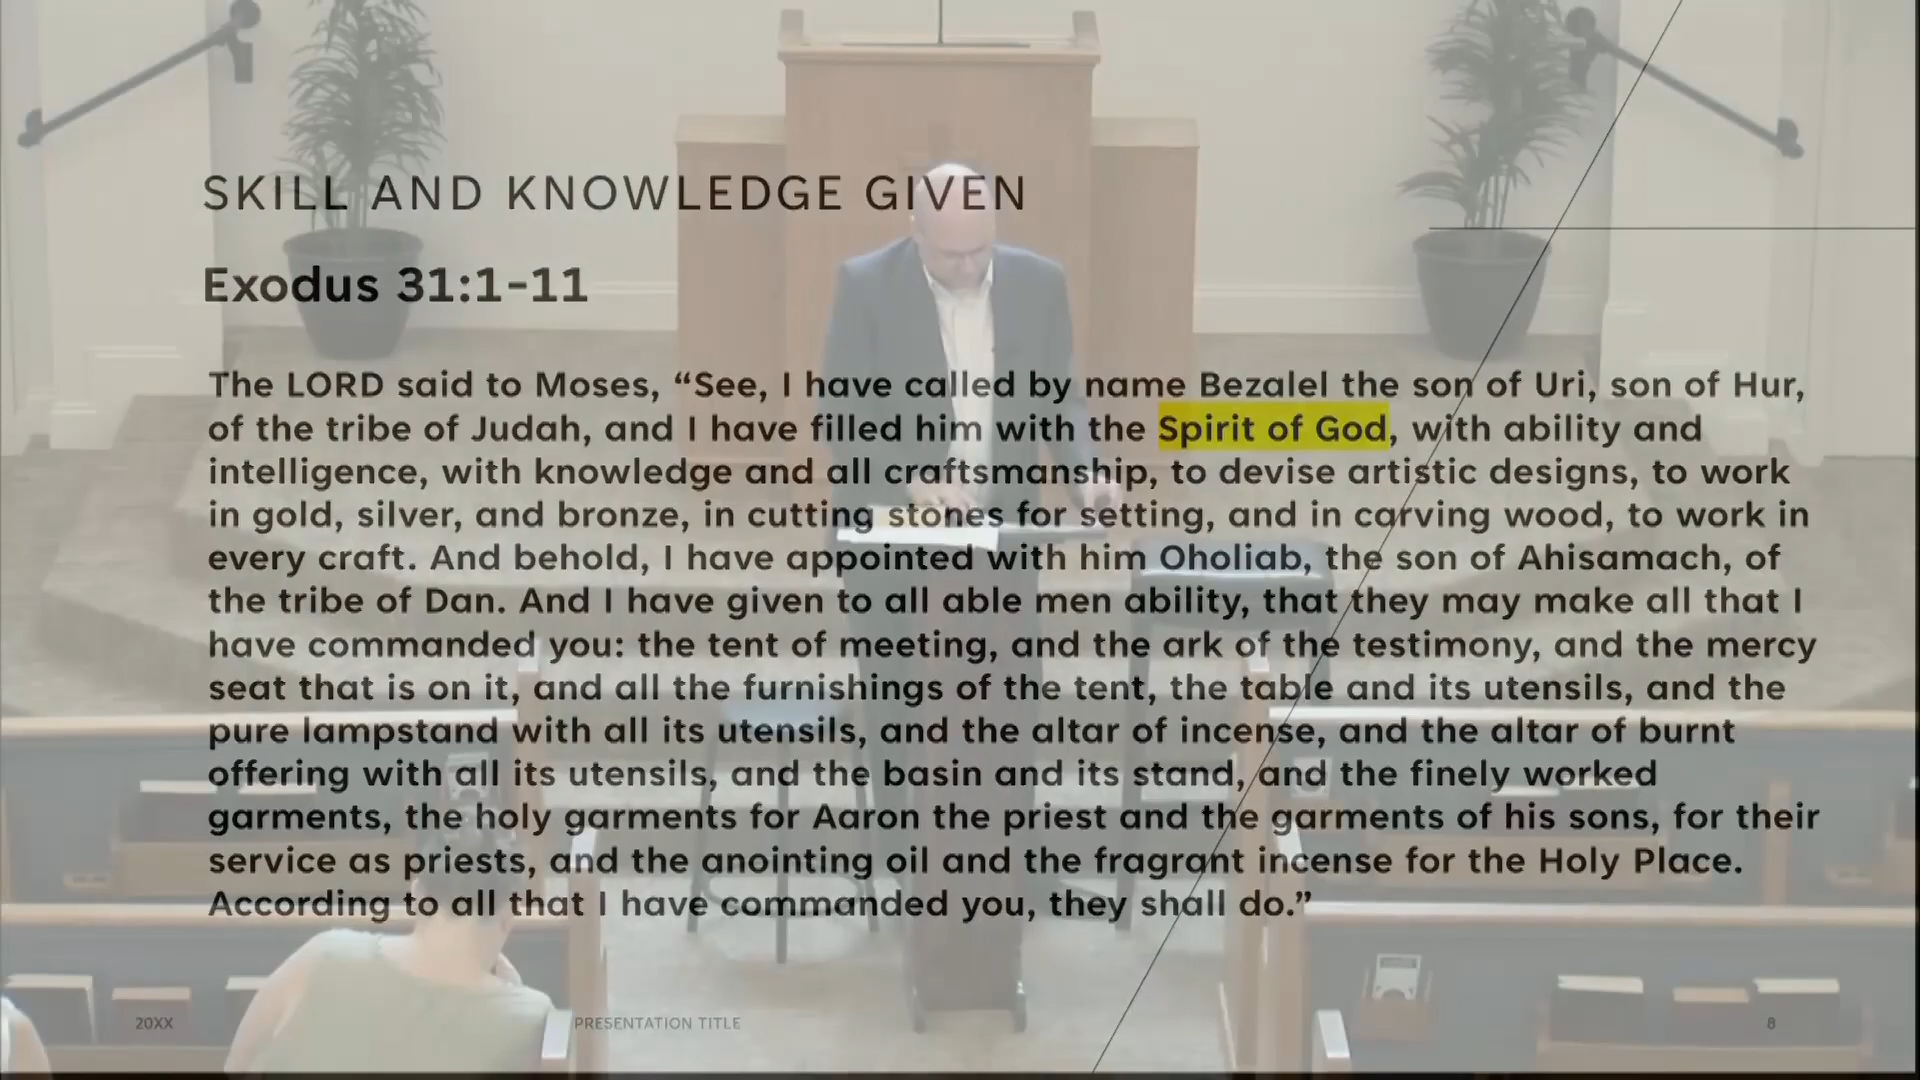 SKILL AND KNOWLEDGE GIVEN
Exodus 31:1-11
The LORD said to Moses, “See, I have called by name Bezalel the son of Uri, son of Hur,
of the tribe of Judah, and I have filled him with the Spirit of God, with ability and
intelligence, with knowledge and all craftsmanship, to devise artistic designs, to work
in gold, silver, and bronze, in cutting stones for setting, and in carving wood, to work in
every craft. And behold, I have appointed with him Oholiab, the son of Ahisamach, of
the tribe of Dan. And I have given to all able men ability, that they may make all that I
have commanded you: the tent of meeting, and the ark of the testimony, and the mercy
seat that is on it, and all the furnishings of the tent, the table and its utensils, and the
pure lampstand with all its utensils, and the altar of incense, and the altar of burnt
offering with all its utensils, and the basin and its stand, and the finely worked
garments, the holy garments for Aaron the priest and the garments of his sons, for their
service as priests, and the anointing oil and the fragrant incense for the Holy Place.
According to all that I have commanded you, they shall do.”
20XX
PRESENTATION TITLE
8